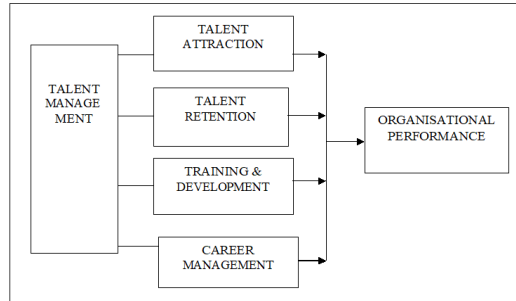 TALENT
MANAGE
MENT
TALENT
ATTRACTION
TALENT
RETENTION
TRAINING &
DEVELOPMENT
CAREER
MANAGEMENT
ORGANISATIONAL
PERFORMANCE